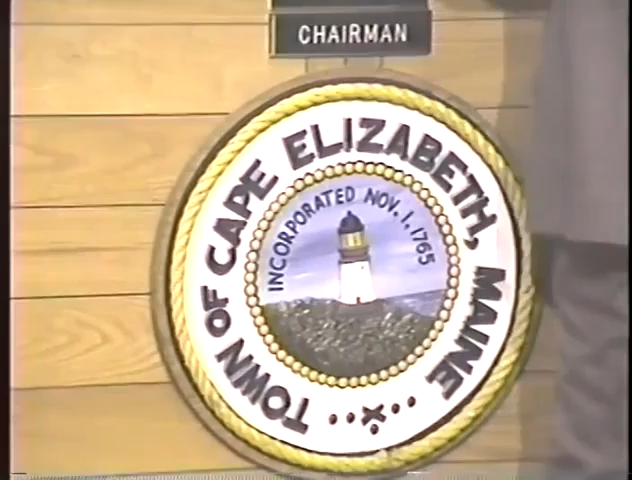 CHAIRMAN
TOWN OF CAPE ELIZABETH, MAINE
INCORPORATED NOV. 1, 1765